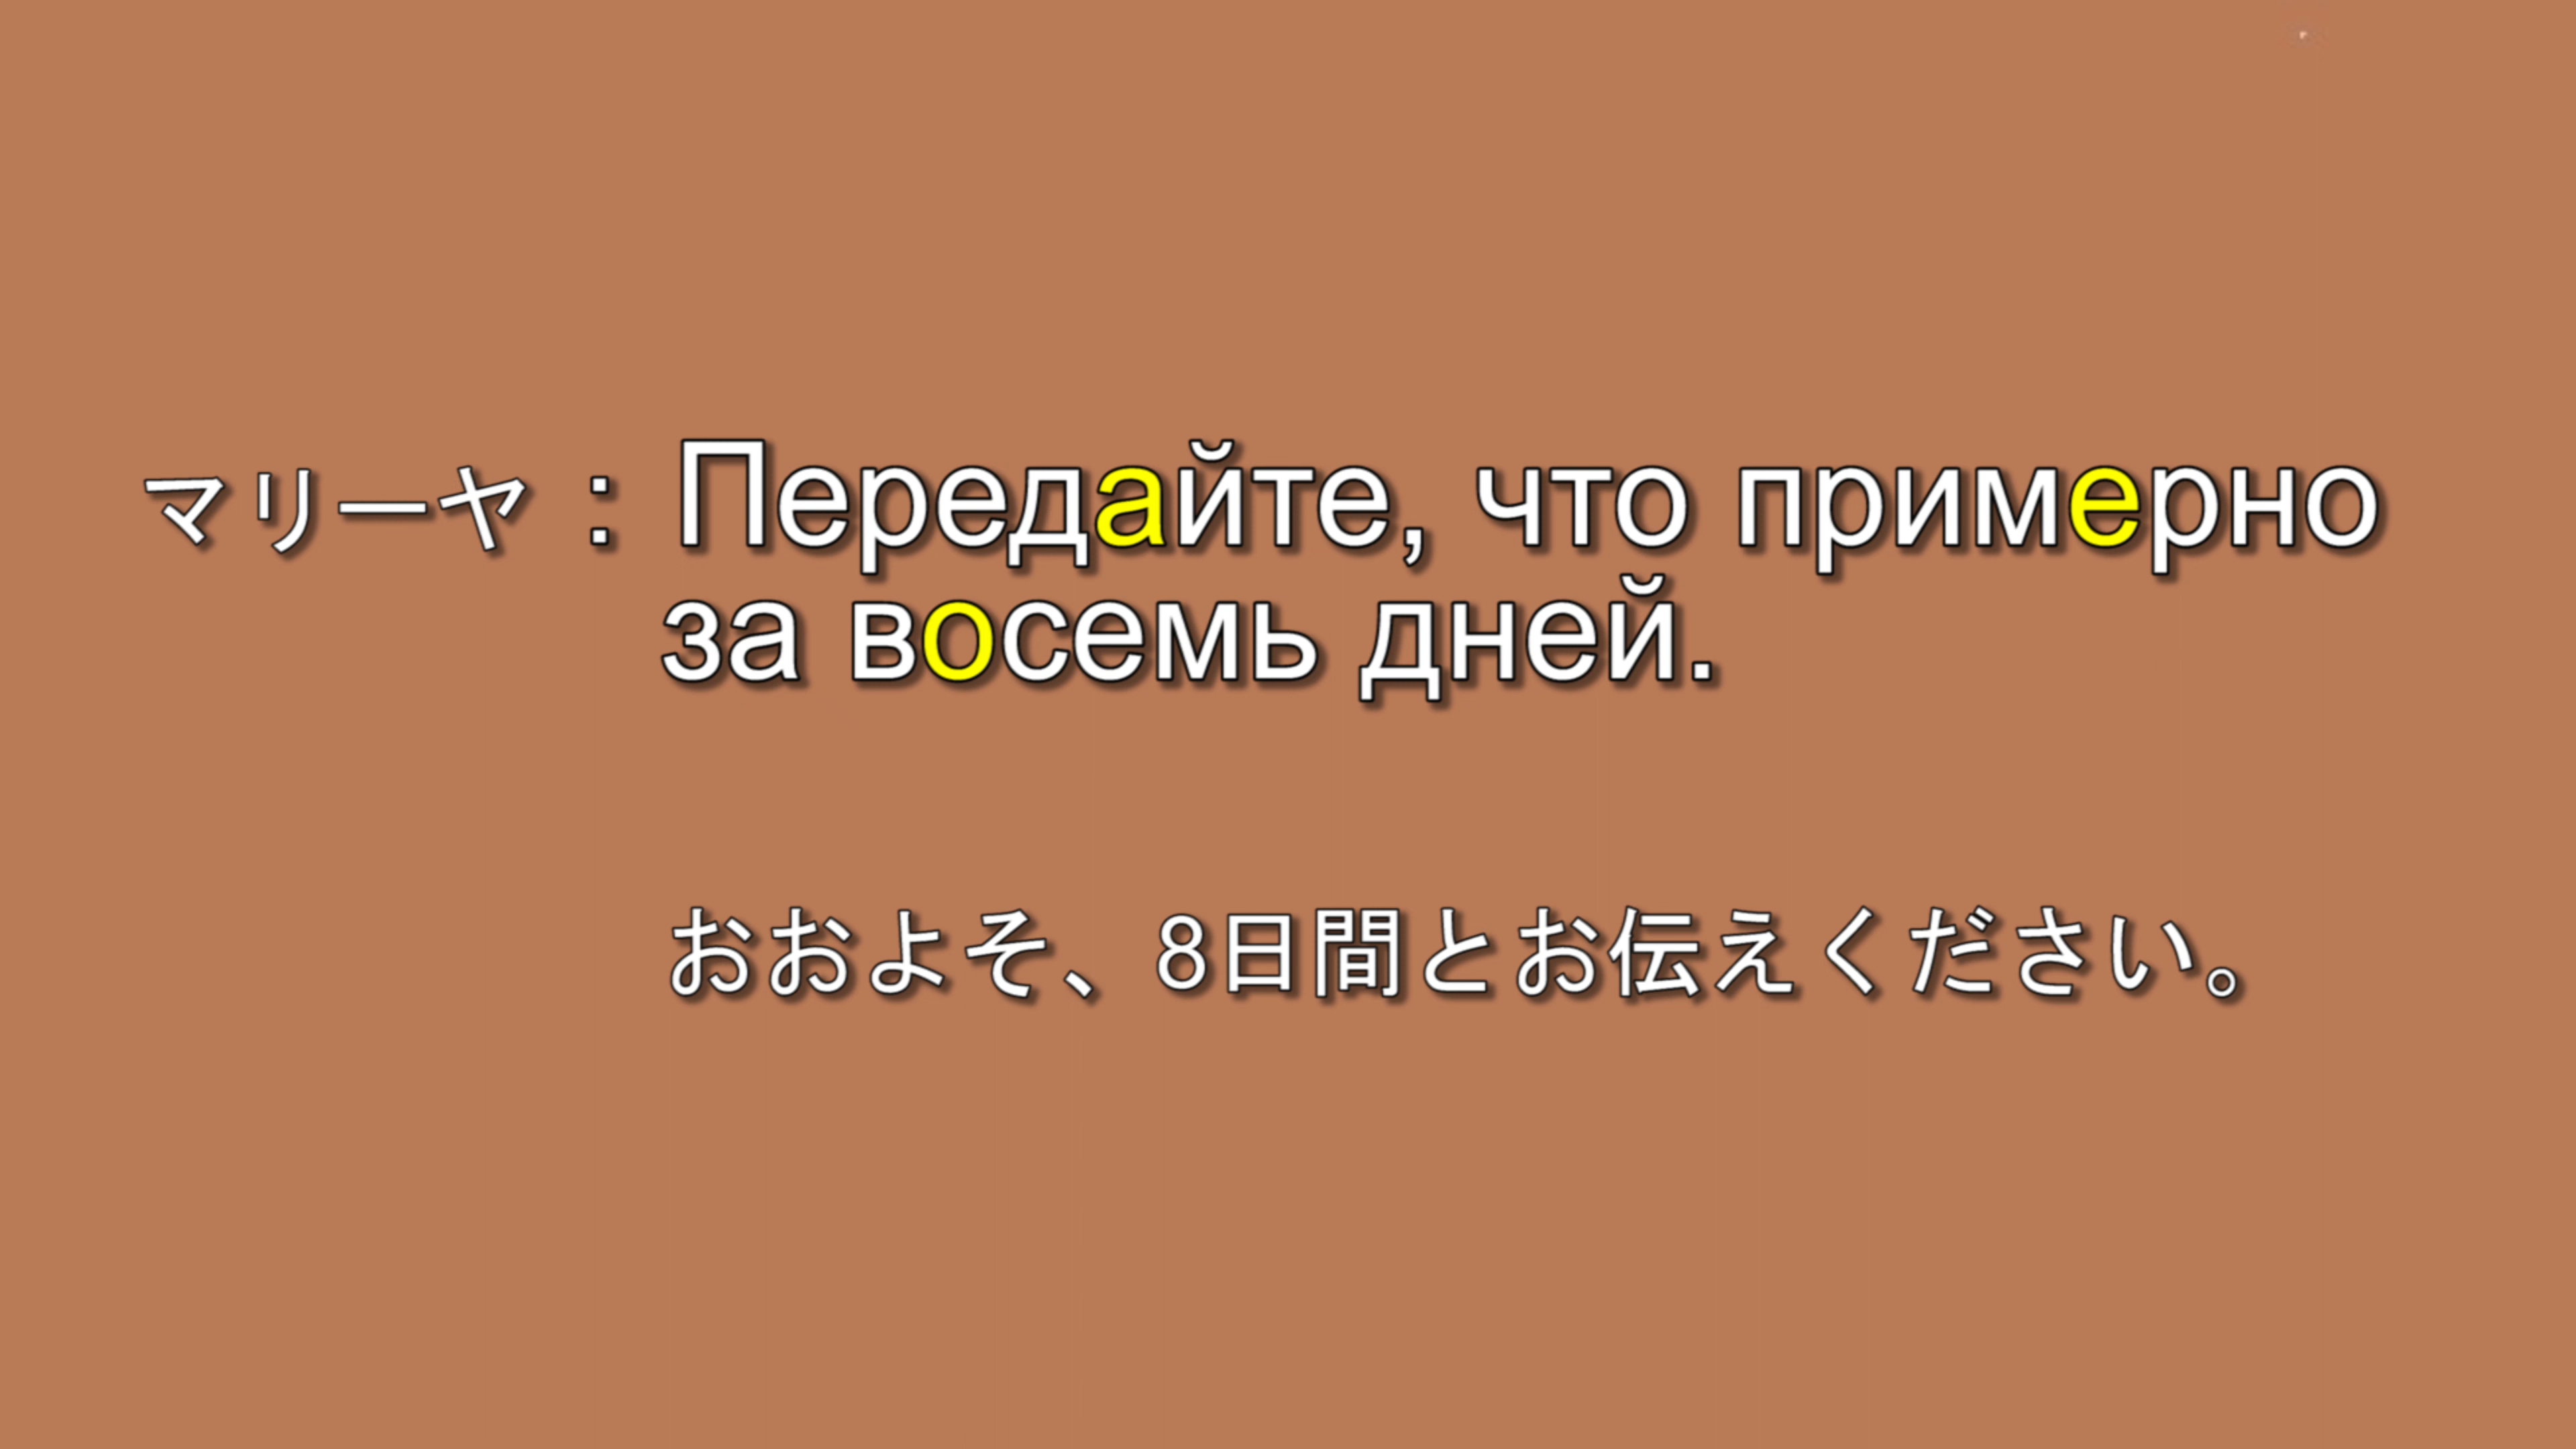 マリーヤ： Передайте, что примерно
за восемь дней.
おおよそ、8日間とお伝えください。